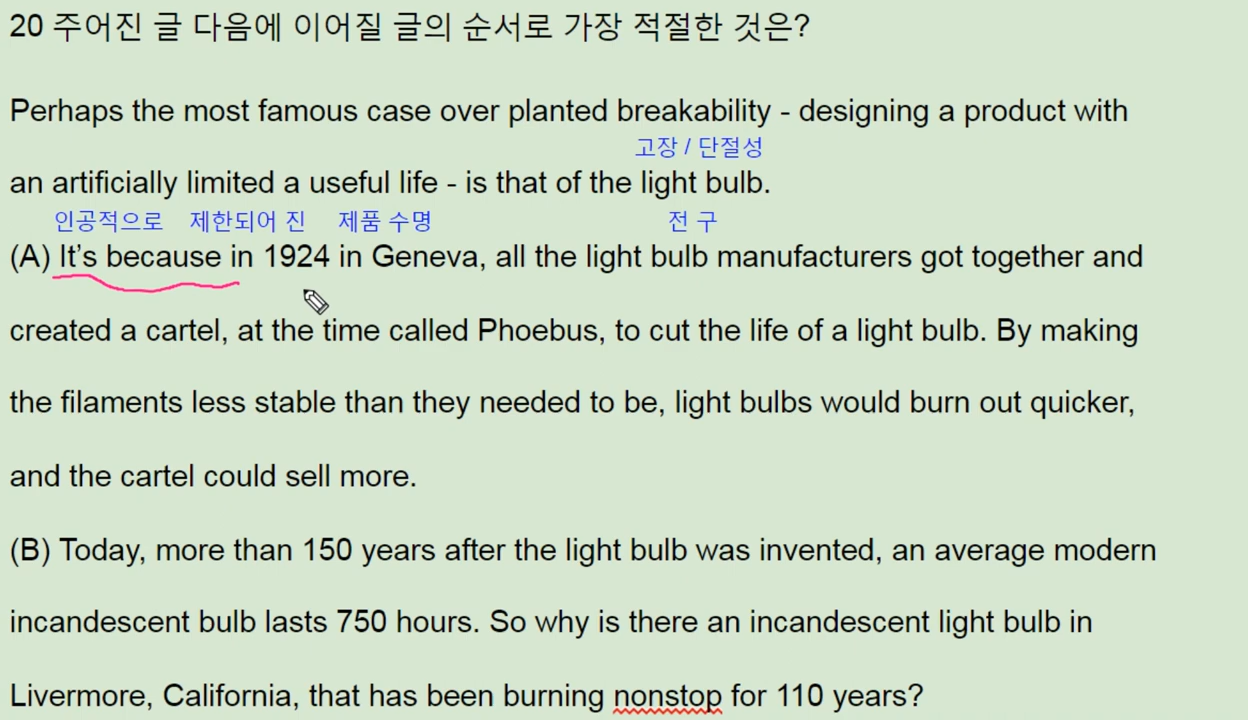 20 주어진 글 다음에 이어질 글의 순서로 가장 적절한 것은?
Perhaps the most famous case over planted breakability - designing a product with
고장 / 단절성
an artificially limited a useful life - is that of the light bulb.
인공적으로 제한되어 진 제품 수명 전 구
(A) It's because in 1924 in Geneva, all the light bulb manufacturers got together and
created a cartel, at the time called Phoebus, to cut the life of a light bulb. By making
the filaments less stable than they needed to be, light bulbs would burn out quicker,
and the cartel could sell more.
(B) Today, more than 150 years after the light bulb was invented, an average modern
incandescent bulb lasts 750 hours. So why is there an incandescent light bulb in
Livermore, California, that has been burning nonstop for 110 years?